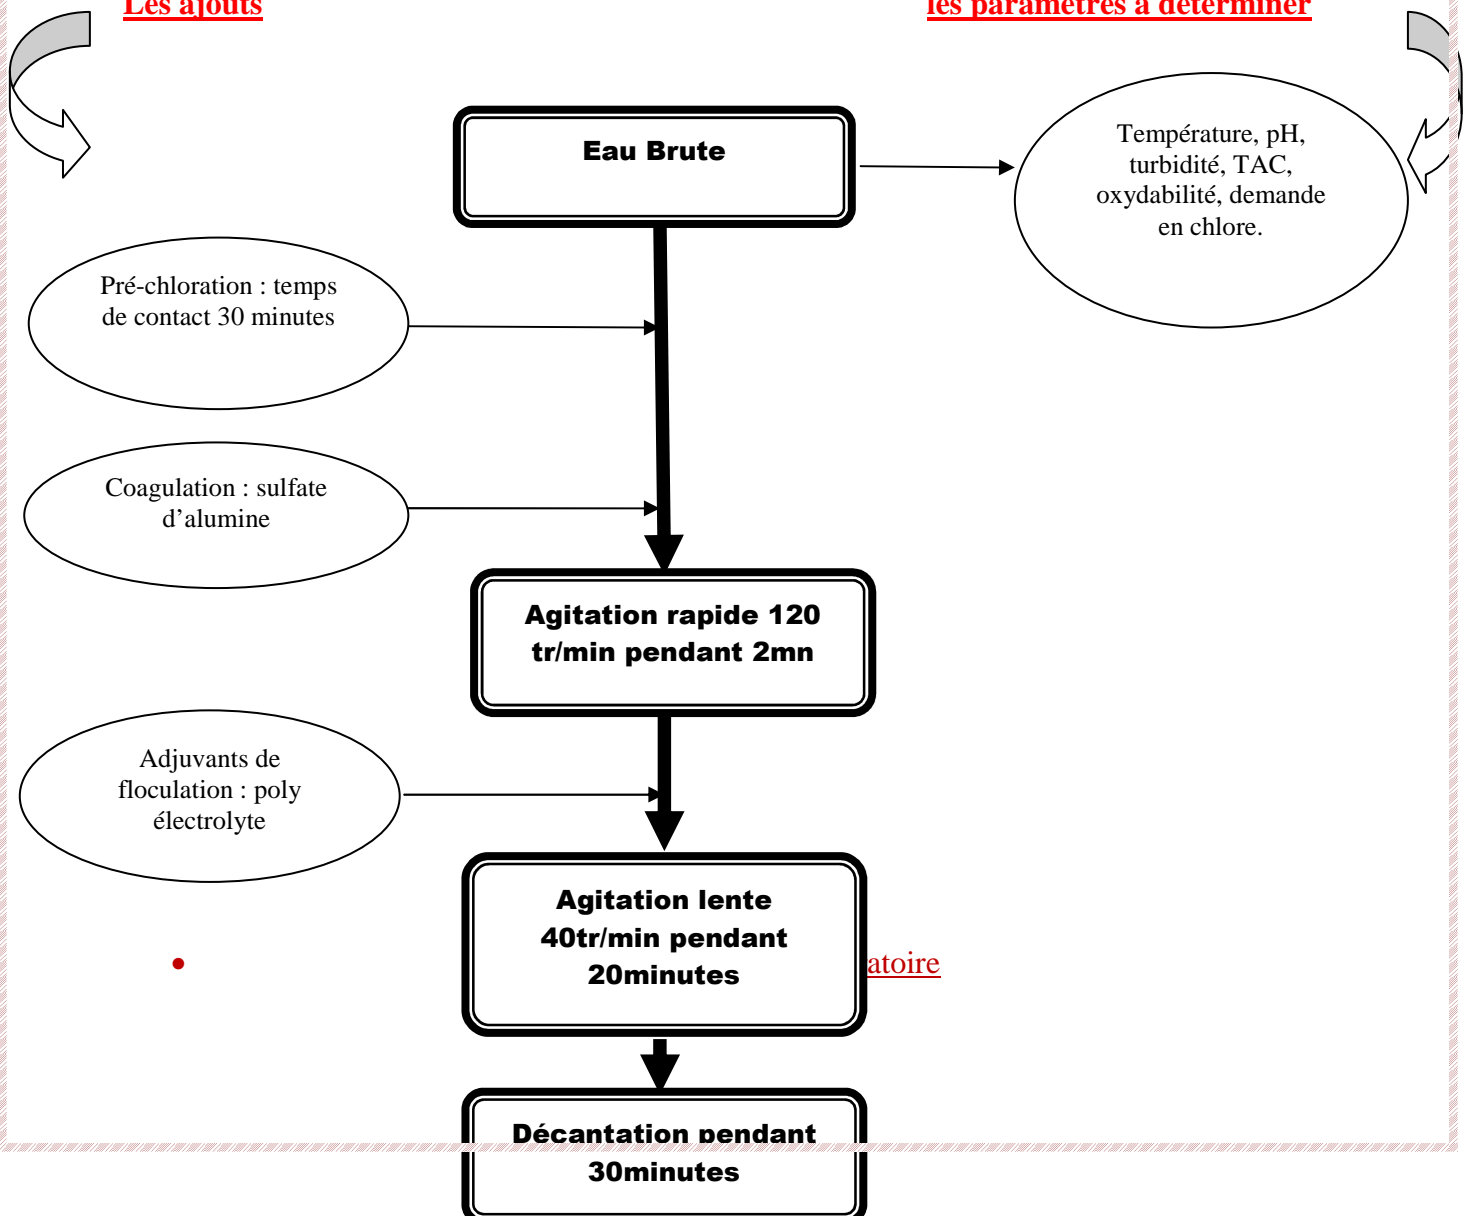 Les ajouts
les paramètres à déterminer
Eau Brute
Température, pH,
turbidité, TAC,
oxydabilité, demande
en chlore.
Pré-chloration : temps
de contact 30 minutes
Coagulation : sulfate
d’alumine
Agitation rapide 120
tr/min pendant 2mn
Adjuvants de
floculation : poly
électrolyte
Agitation lente
40tr/min pendant
20minutes
• atoire
Décantation pendant
30minutes